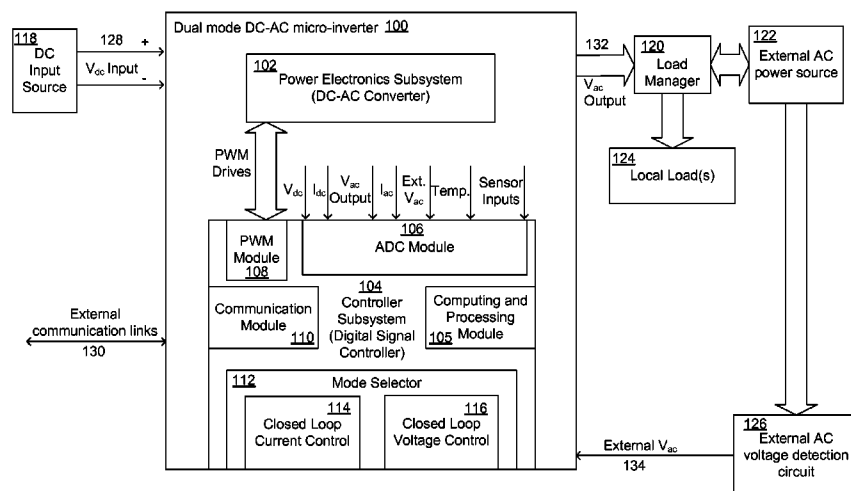 Dual mode DC-AC micro-inverter 100
118
DC
Input
Source
128 +
Vdc Input
-
102
Power Electronics Subsystem
(DC-AC Converter)
132
Vac
Output
120
Load
Manager
122
External AC
power source
124
Local Load(s)
PWM
Drives
Vdc
Idc
Vac
Output
Iac
Ext.
Vac
Temp.
Sensor
Inputs
PWM
Module
108
106
ADC Module
104
Controller
Subsystem
(Digital Signal
Controller)
Communication
Module 110
Computing and
Processing
105 Module
External
communication links
130
112 Mode Selector
114
Closed Loop
Current Control
116
Closed Loop
Voltage Control
External Vac
134
126
External AC
voltage detection
circuit